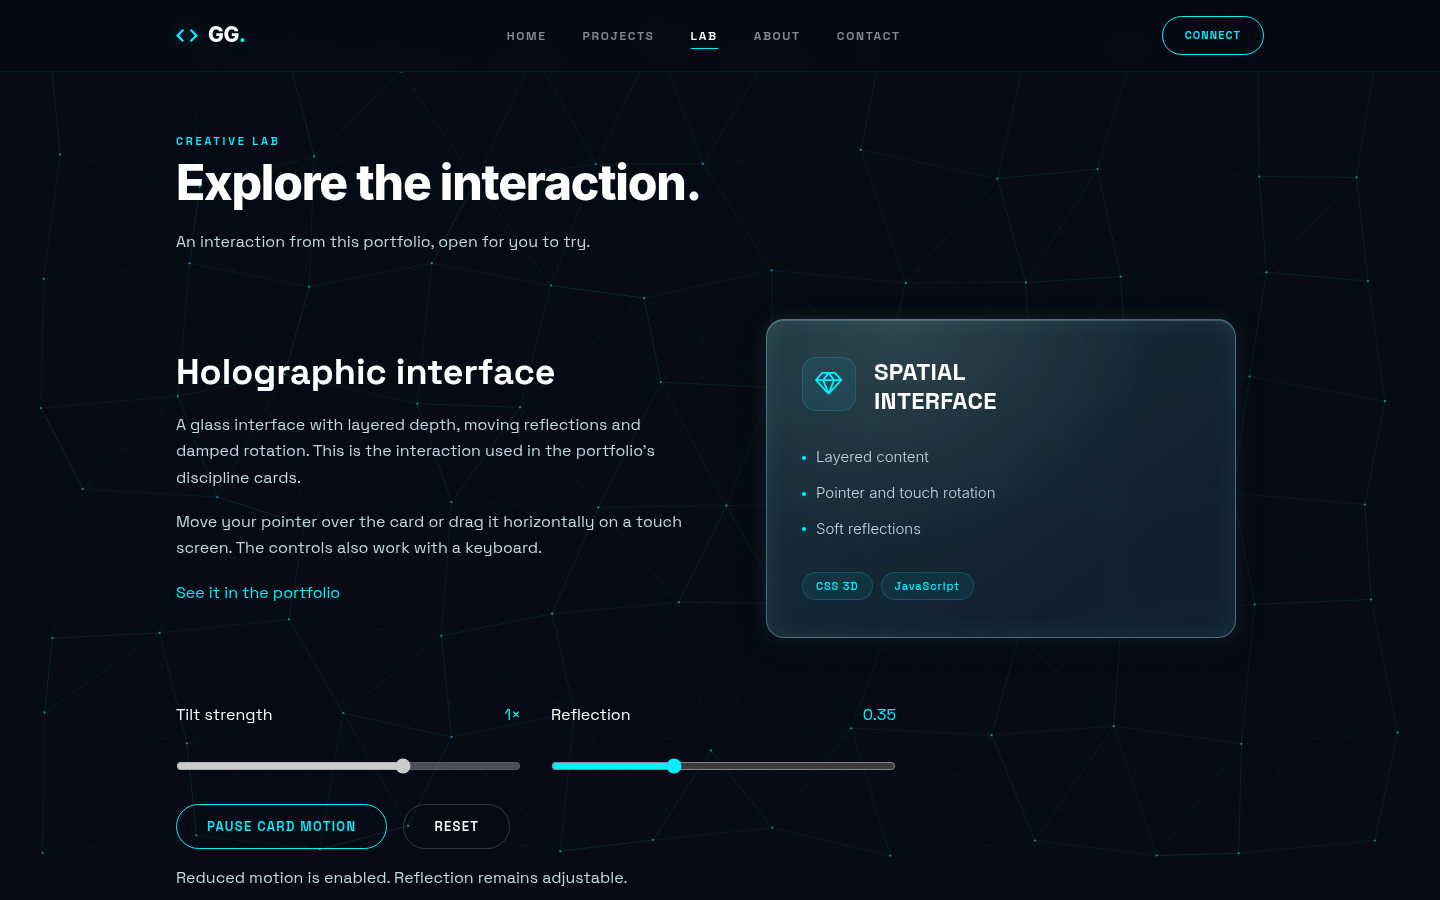 GG.
HOME PROJECTS LAB ABOUT CONTACT
CONNECT
CREATIVE LAB
Explore the interaction.
An interaction from this portfolio, open for you to try.
Holographic interface
A glass interface with layered depth, moving reflections and
damped rotation. This is the interaction used in the portfolio's
discipline cards.
Move your pointer over the card or drag it horizontally on a touch
screen. The controls also work with a keyboard.
See it in the portfolio
SPATIAL
INTERFACE
Layered content
Pointer and touch rotation
Soft reflections
CSS 3D JavaScript
Tilt strength 1×
Reflection 0.35
PAUSE CARD MOTION RESET
Reduced motion is enabled. Reflection remains adjustable.